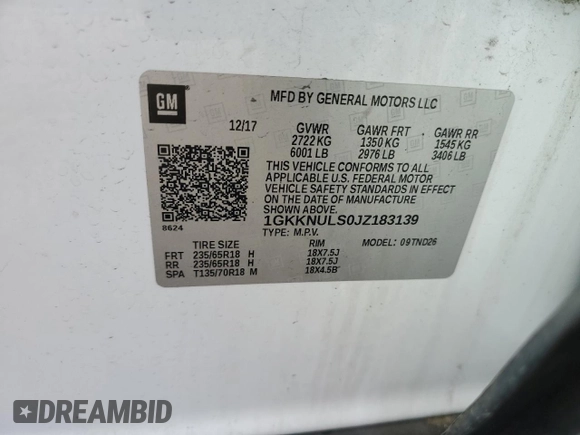 GM
MFD BY GENERAL MOTORS LLC
12/17 GVWR GAWR FRT GAWR RR
2722 KG 1350 KG 1545 KG
6001 LB 2976 LB 3406 LB
THIS VEHICLE CONFORMS TO ALL
APPLICABLE U.S. FEDERAL MOTOR
VEHICLE SAFETY STANDARDS IN EFFECT
ON THE DATE OF MANUFACTURE
SHOWN ABOVE.
8624
1GKKNULS0JZ183139
TYPE: M.P.V.
TIRE SIZE RIM MODEL: 09TND26
FRT 235/65R18 H 18X7.5J
RR 235/65R18 H 18X7.5J
SPA T135/70R18 M 18X4.5B
DREAMBID